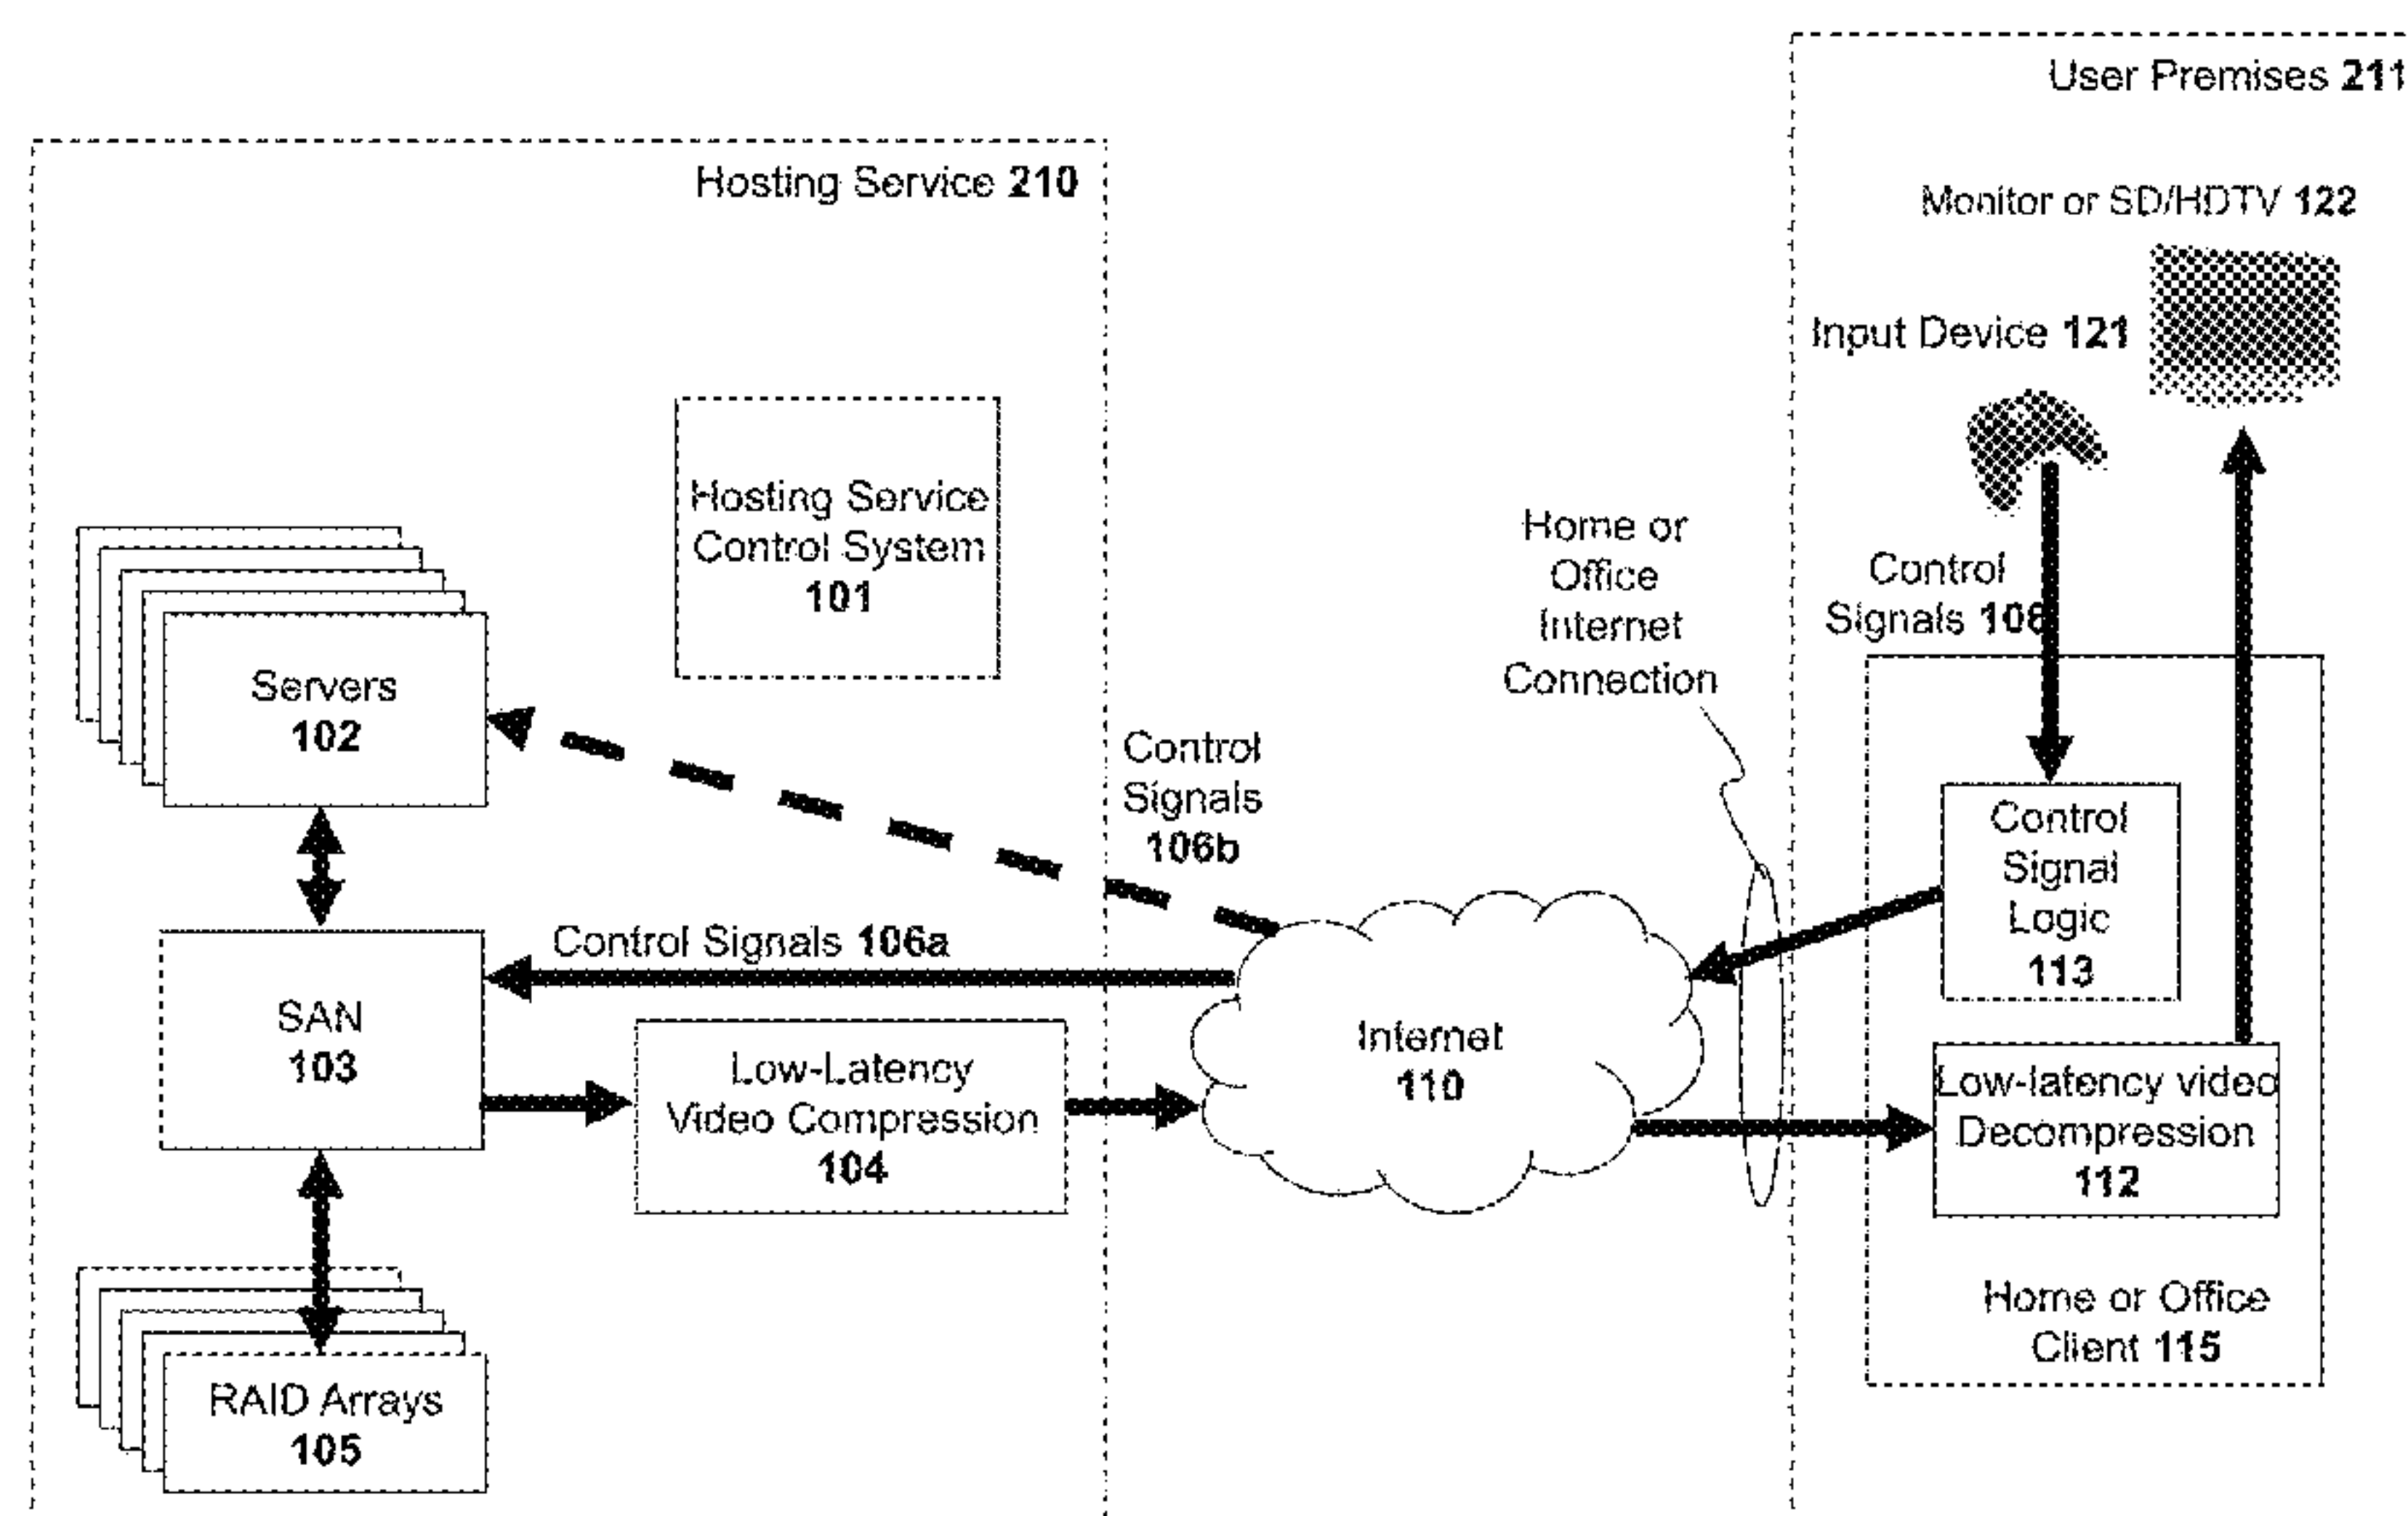 User Premises 211
Hosting Service 210
Monitor or SD/HDTV 122
Input Device 121
Hosting Service
Control System
101
Home or
Office
Internet
Connection
Control
Signals 106
Servers
102
Control
Signals
106b
Control
Signal
Logic
113
Control Signals 106a
SAN
103
Low-Latency
Video Compression
104
Internet
110
Low-latency video
Decompression
112
Home or Office
Client 115
RAID Arrays
105